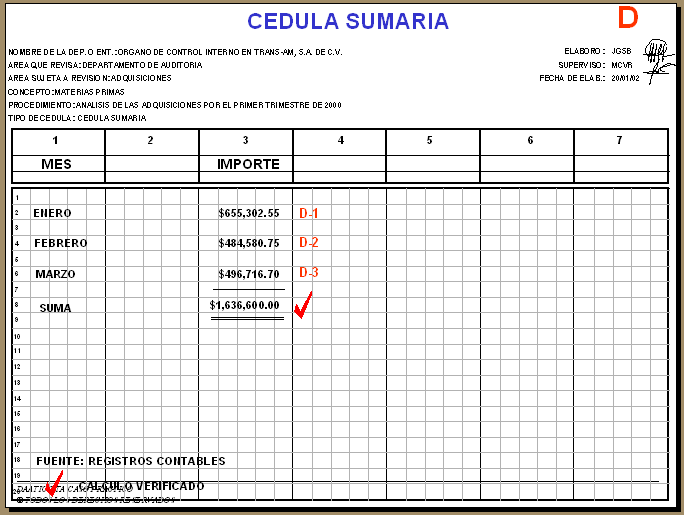 CEDULA SUMARIA
D
NOMBRE DE LA DEP. O ENT.:ORGANO DE CONTROL INTERNO EN TRANS-AM, S.A. DE C.V.
ELABORO: JGSB
AREA QUE REVISA:DEPARTAMENTO DE AUDITORIA
SUPERVISO: MCVR
AREA SUJETA A REVISION:ADQUISICIONES
FECHA DE ELAB.: 20/01/02
CONCEPTO:MATERIAS PRIMAS
PROCEDIMIENTO:ANALISIS DE LAS ADQUISICIONES POR EL PRIMER TRIMESTRE DE 2000
TIPO DE CEDULA : CEDULA SUMARIA
1 2 3 4 5 6 7
MES IMPORTE
1
2 ENERO $655,302.55 D-1
3
4 FEBRERO $484,580.75 D-2
5
6 MARZO $496,716.70 D-3
7
8 SUMA $1,636,600.00
9
10
11
12
13
14
15
16
17
18 FUENTE: REGISTROS CONTABLES
19
20 CALCULO VERIFICADO